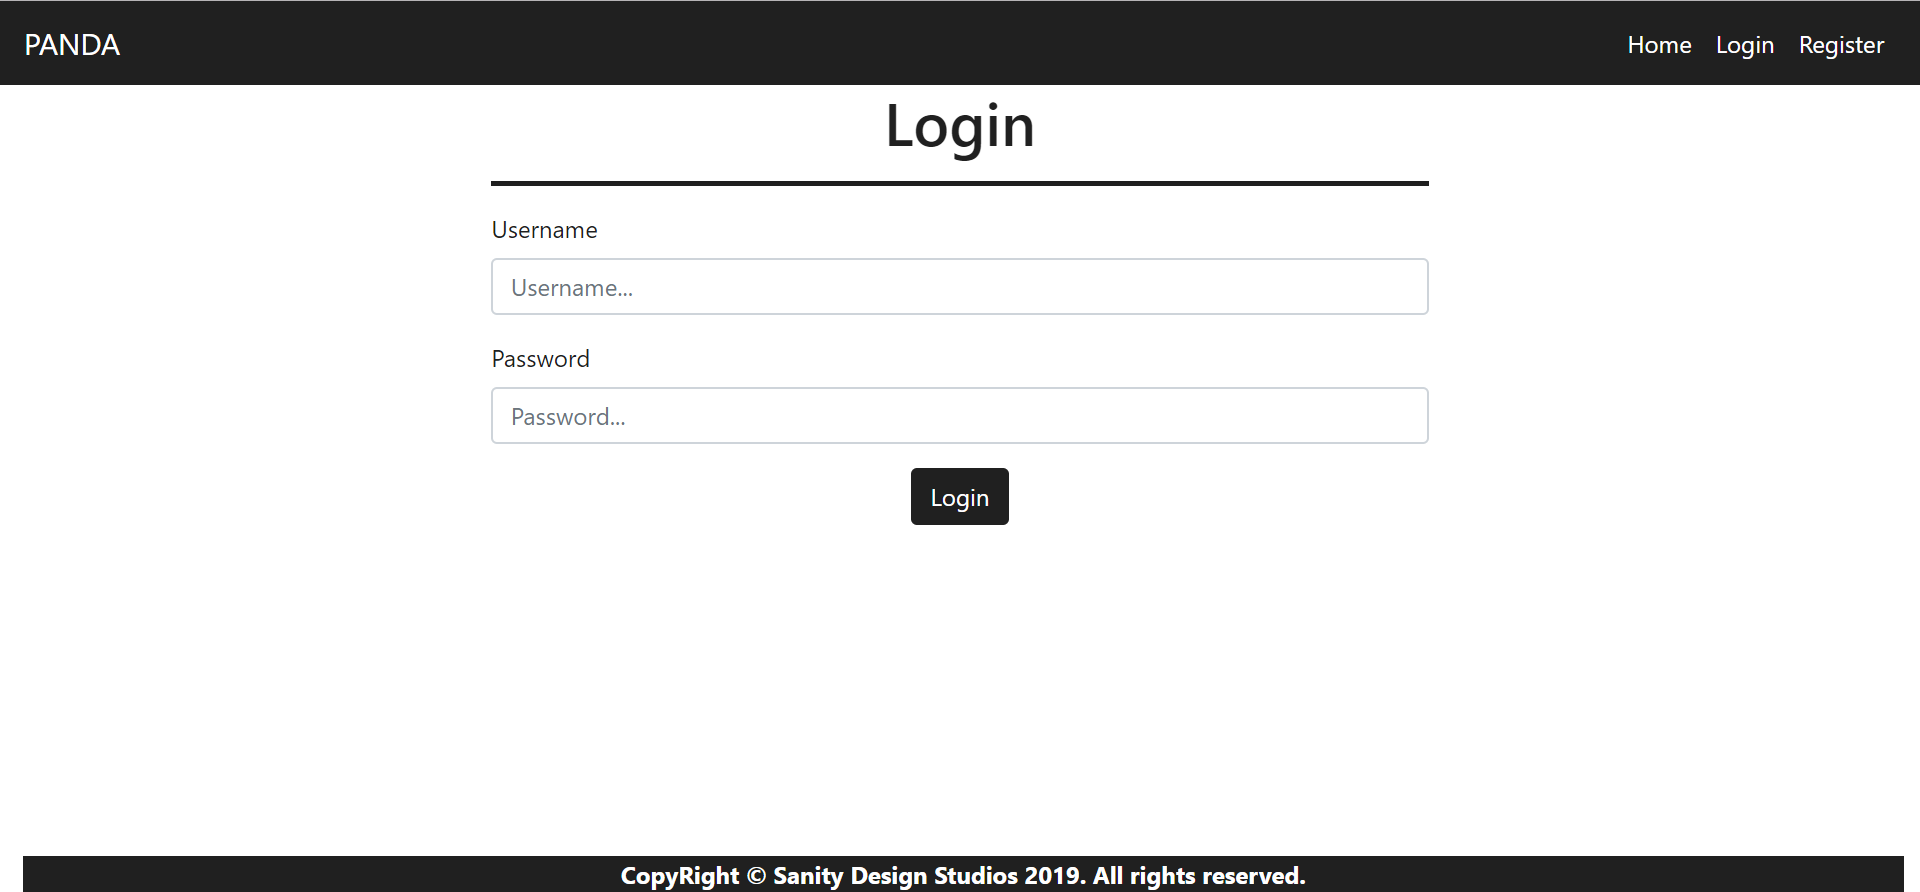 PANDA
Home Login Register
Login
Username
Username...
Password
Password...
Login
CopyRight © Sanity Design Studios 2019. All rights reserved.